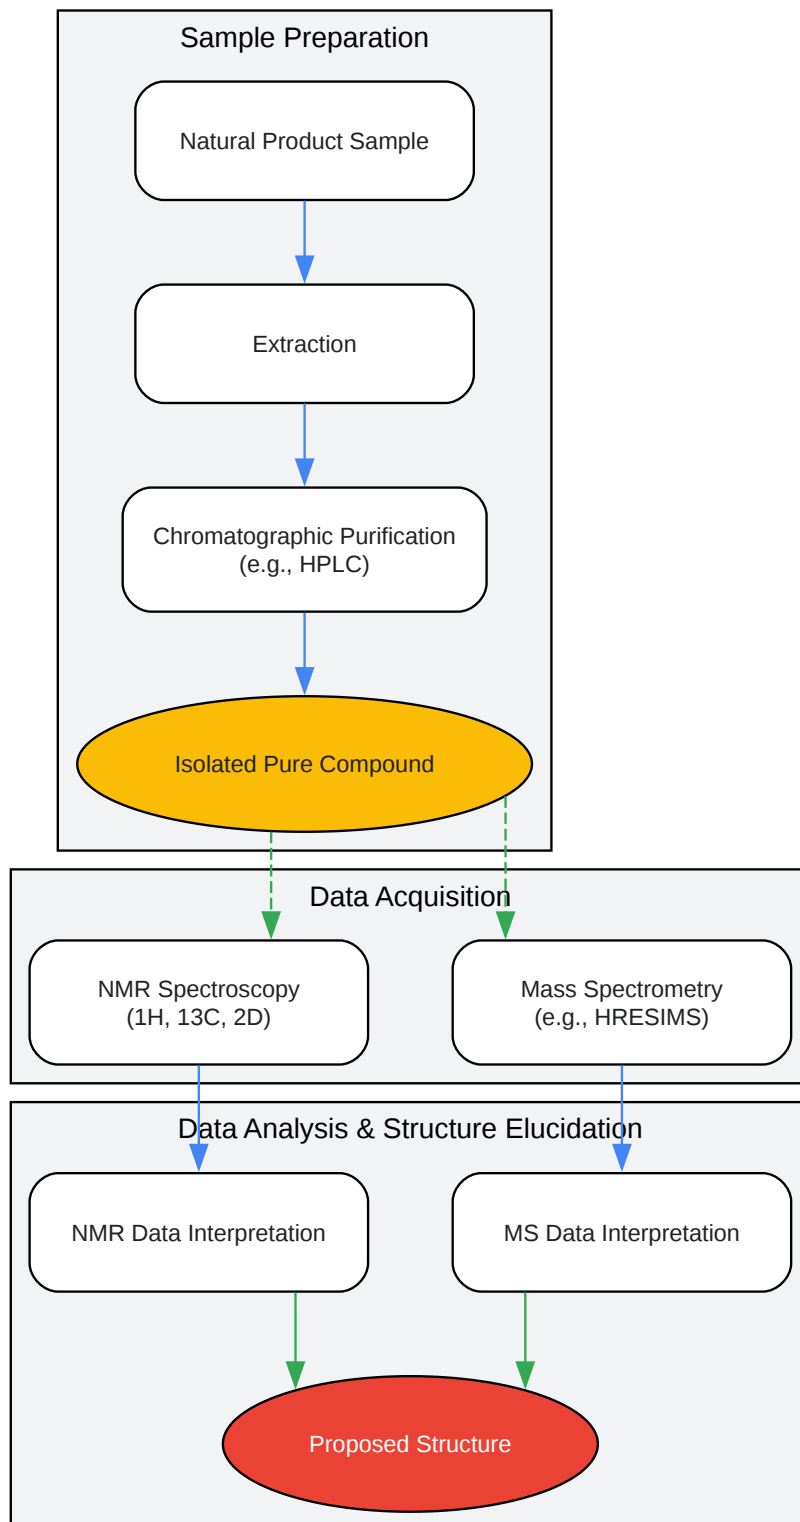 Sample Preparation
Natural Product Sample
Extraction
Chromatographic Purification
(e.g., HPLC)
Isolated Pure Compound
Data Acquisition
NMR Spectroscopy
(1H, 13C, 2D)
Mass Spectrometry
(e.g., HRESIMS)
Data Analysis & Structure Elucidation
NMR Data Interpretation
MS Data Interpretation
Proposed Structure